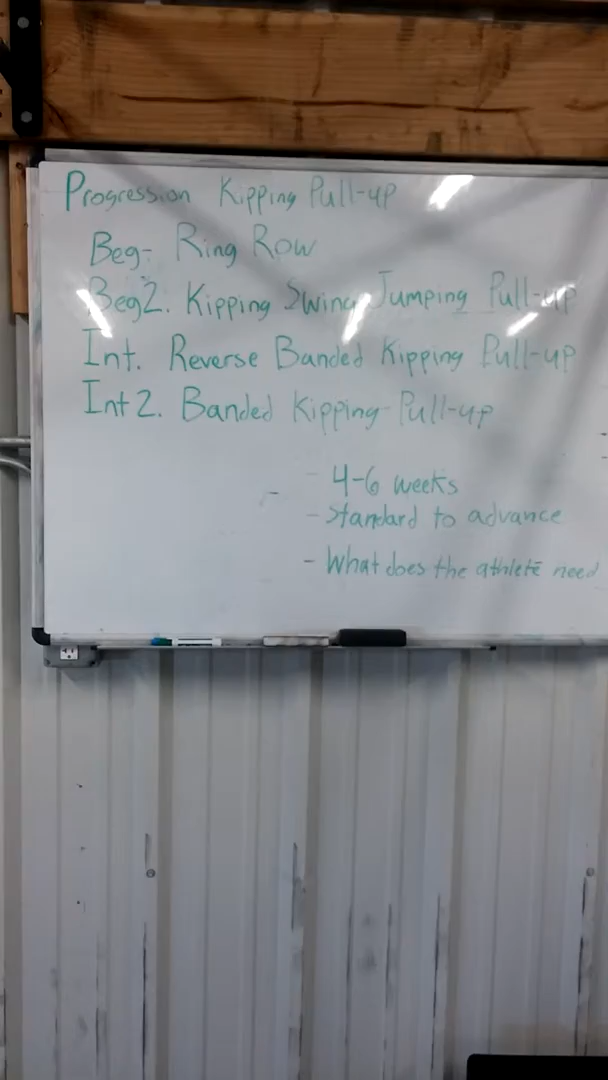 Progression Kipping Pull-up
Beg- Ring Row
Beg2. Kipping Swing Jumping Pull-up
Int. Reverse Banded Kipping Pull-up
Int 2. Banded Kipping Pull-up
- 4-6 weeks
- Standard to advance
- What does the athlete need